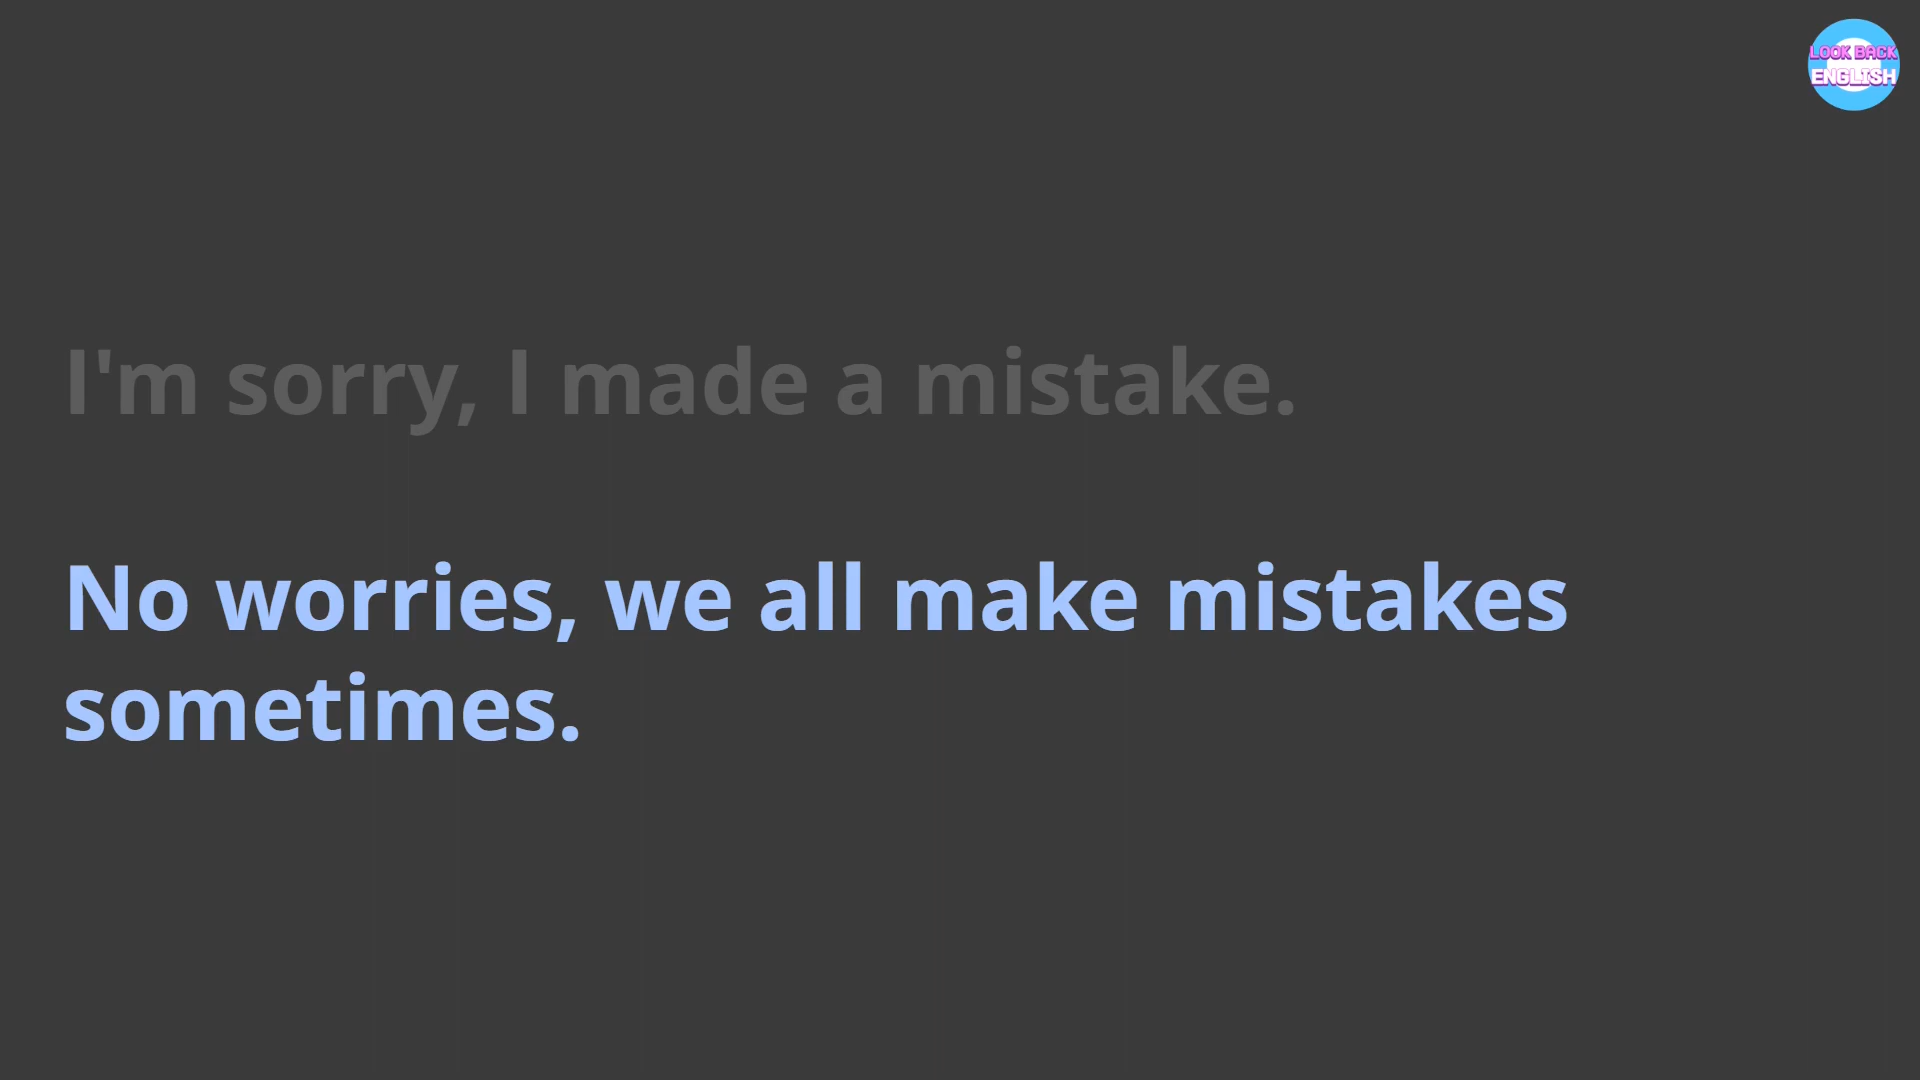 LOOK BACK
ENGLISH
I'm sorry, I made a mistake.
No worries, we all make mistakes
sometimes.